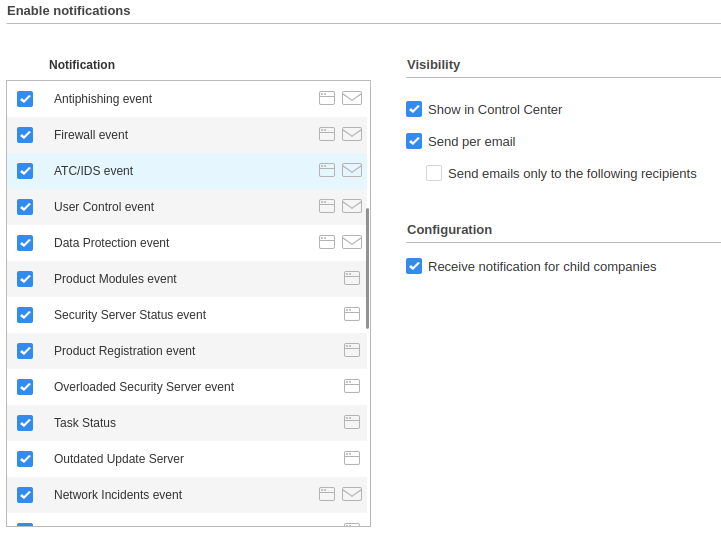 Enable notifications
Notification
Antiphishing event
Firewall event
ATC/IDS event
User Control event
Data Protection event
Product Modules event
Security Server Status event
Product Registration event
Overloaded Security Server event
Task Status
Outdated Update Server
Network Incidents event
Visibility
Show in Control Center
Send per email
Send emails only to the following recipients
Configuration
Receive notification for child companies